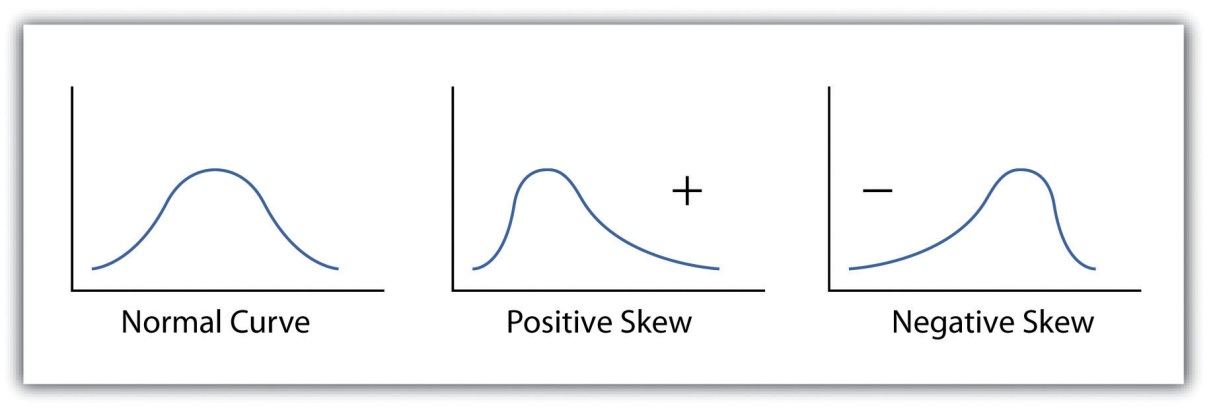 +
−
Normal Curve
Positive Skew
Negative Skew